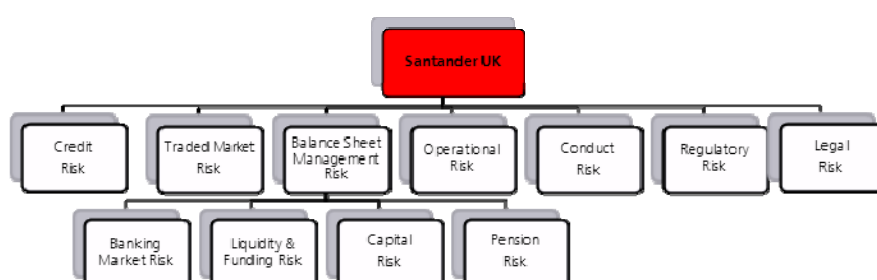 Santander UK
Credit
Risk
Traded Market
Risk
Balance Sheet
Management
Risk
Operational
Risk
Conduct
Risk
Regulatory
Risk
Legal
Risk
Banking
Market Risk
Liquidity &
Funding Risk
Capital
Risk
Pension
Risk